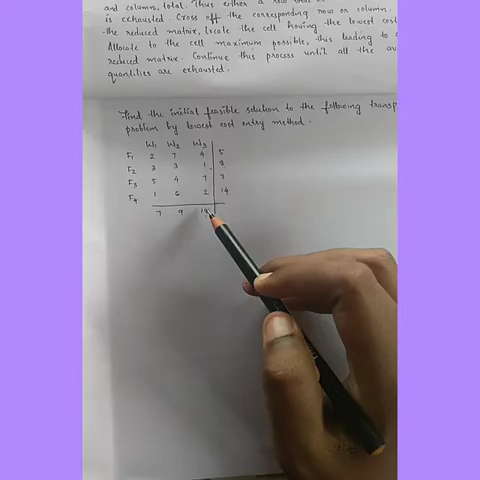 and column total. Thus either a row total or
is exhausted. Cross off the corresponding row or column.
the reduced matrix, locate the cell having the lowest cost
Allocate to the cell maximum possible, thus leading to a
reduced matrix. Continue this process until all the
quantities are exhausted.
Find the initial feasible solution to the following
problem by lowest cost entry method.
W1 W2 W3
F1 2 7 4 5
F2 3 3 1 8
F3 5 4 7 7
F4 1 6 2 14
7 9 18